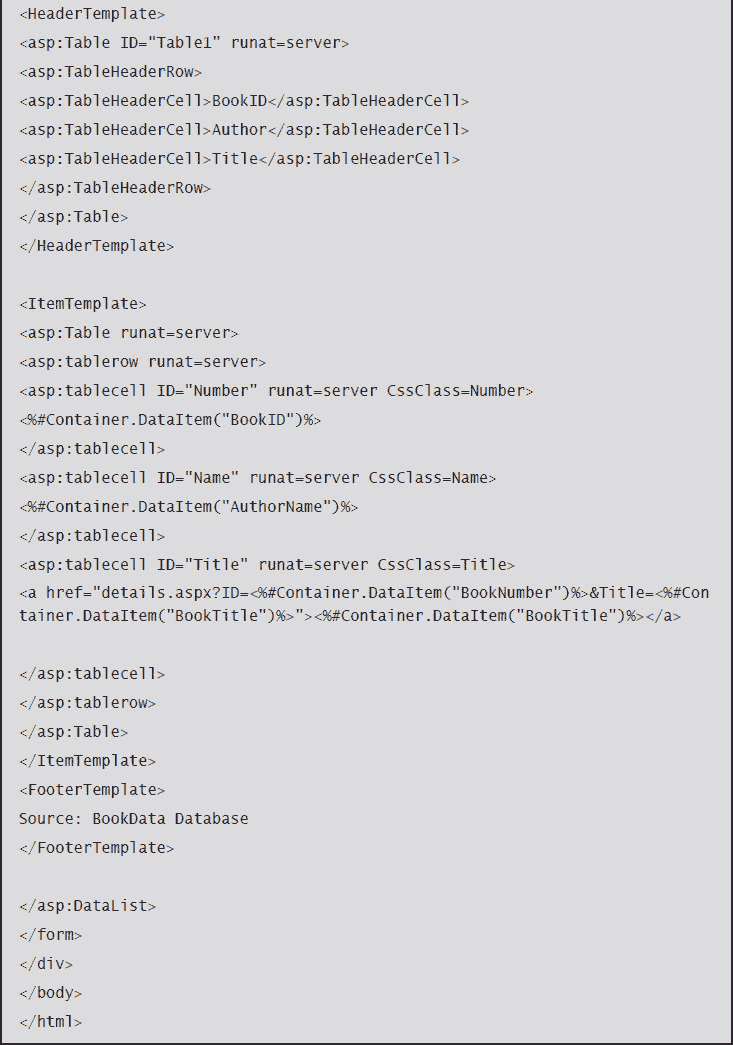 <HeaderTemplate>
<asp:Table ID="Table1" runat=server>
<asp:TableHeaderRow>
<asp:TableHeaderCell>BookID</asp:TableHeaderCell>
<asp:TableHeaderCell>Author</asp:TableHeaderCell>
<asp:TableHeaderCell>Title</asp:TableHeaderCell>
</asp:TableHeaderRow>
</asp:Table>
</HeaderTemplate>
<ItemTemplate>
<asp:Table runat=server>
<asp:tablerow runat=server>
<asp:tablecell ID="Number" runat=server CssClass=Number>
<%#Container.DataItem("BookID")%>
</asp:tablecell>
<asp:tablecell ID="Name" runat=server CssClass=Name>
<%#Container.DataItem("AuthorName")%>
</asp:tablecell>
<asp:tablecell ID="Title" runat=server CssClass=Title>
<a href="details.aspx?ID=<%#Container.DataItem("BookNumber")%>&Title=<%#Con
tainer.DataItem("BookTitle")%>"><%#Container.DataItem("BookTitle")%></a>
</asp:tablecell>
</asp:tablerow>
</asp:Table>
</ItemTemplate>
<FooterTemplate>
Source: BookData Database
</FooterTemplate>
</asp:DataList>
</form>
</div>
</body>
</html>